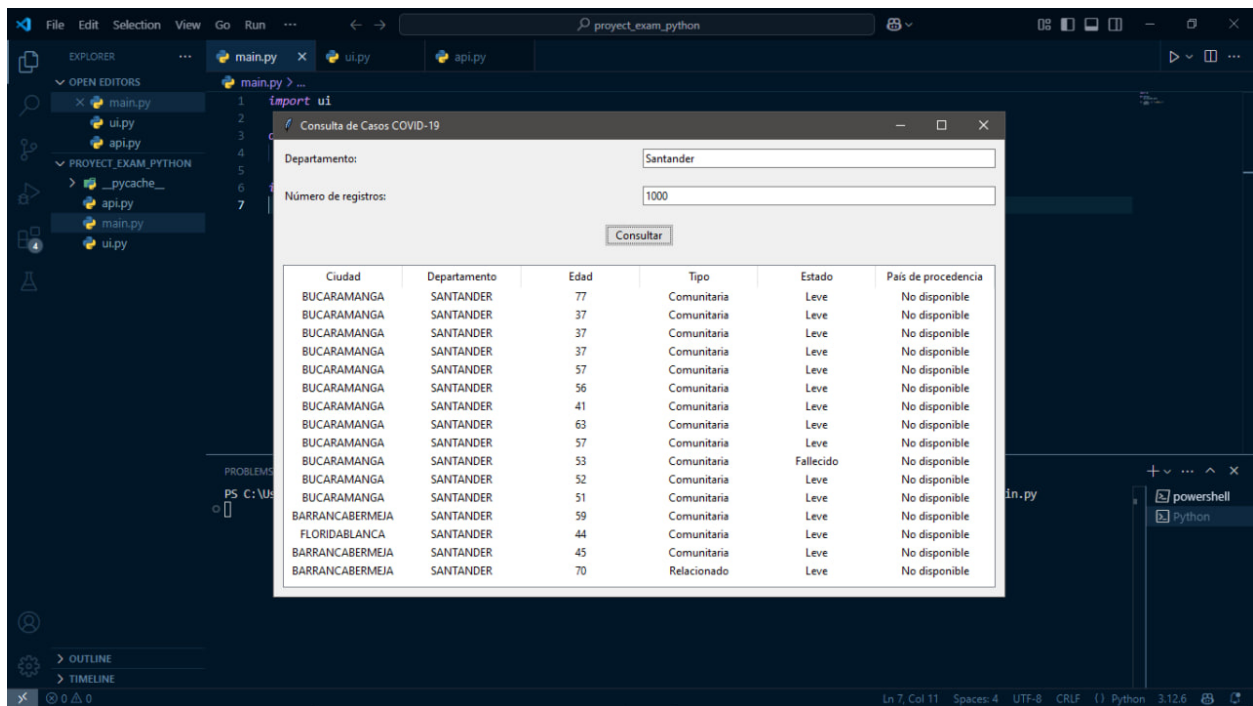 File Edit Selection View Go Run ··· ← → proyect_exam_python
EXPLORER ···
main.py × ui.py api.py
OPEN EDITORS
× main.py
ui.py
api.py
PROYECT_EXAM_PYTHON
> __pycache__
api.py
main.py
ui.py
4
main.py > ...
1 import ui
2
3
4
5
6
7
Consulta de Casos COVID-19
Departamento: Santander
Número de registros: 1000
Consultar
Ciudad Departamento Edad Tipo Estado País de procedencia
BUCARAMANGA SANTANDER 77 Comunitaria Leve No disponible
BUCARAMANGA SANTANDER 37 Comunitaria Leve No disponible
BUCARAMANGA SANTANDER 37 Comunitaria Leve No disponible
BUCARAMANGA SANTANDER 37 Comunitaria Leve No disponible
BUCARAMANGA SANTANDER 57 Comunitaria Leve No disponible
BUCARAMANGA SANTANDER 56 Comunitaria Leve No disponible
BUCARAMANGA SANTANDER 41 Comunitaria Leve No disponible
BUCARAMANGA SANTANDER 63 Comunitaria Leve No disponible
BUCARAMANGA SANTANDER 57 Comunitaria Leve No disponible
BUCARAMANGA SANTANDER 53 Comunitaria Fallecido No disponible
BUCARAMANGA SANTANDER 52 Comunitaria Leve No disponible
BUCARAMANGA SANTANDER 51 Comunitaria Leve No disponible
BARRANCABERMEJA SANTANDER 59 Comunitaria Leve No disponible
FLORIDABLANCA SANTANDER 44 Comunitaria Leve No disponible
BARRANCABERMEJA SANTANDER 45 Comunitaria Leve No disponible
BARRANCABERMEJA SANTANDER 70 Relacionado Leve No disponible
PROBLEMS
PS C:\Us
in.py
powershell
Python
> OUTLINE
> TIMELINE
0 0 Ln 7, Col 11 Spaces: 4 UTF-8 CRLF {} Python 3.12.6